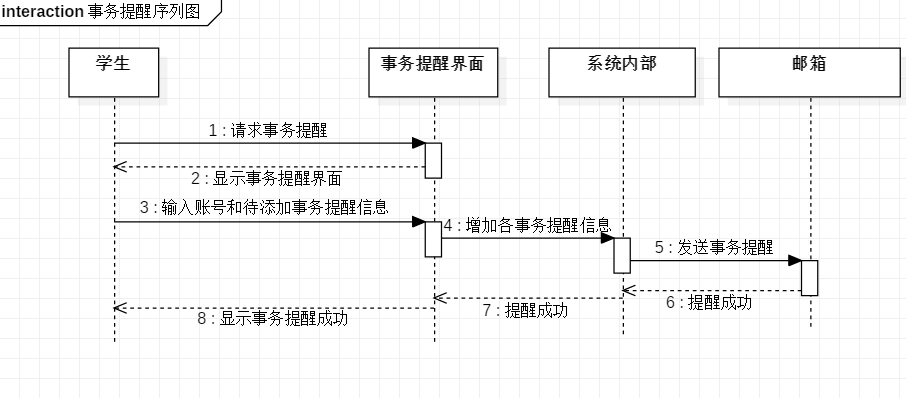 interaction 事务提醒序列图
学生
事务提醒界面
系统内部
邮箱
1 : 请求事务提醒
2 : 显示事务提醒界面
3 : 输入账号和待添加事务提醒信息
4 : 增加各事务提醒信息
5 : 发送事务提醒
6 : 提醒成功
7 : 提醒成功
8 : 显示事务提醒成功